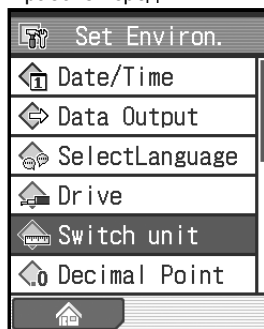 Set Environ.
Date/Time
Data Output
SelectLanguage
Drive
Switch unit
Decimal Point